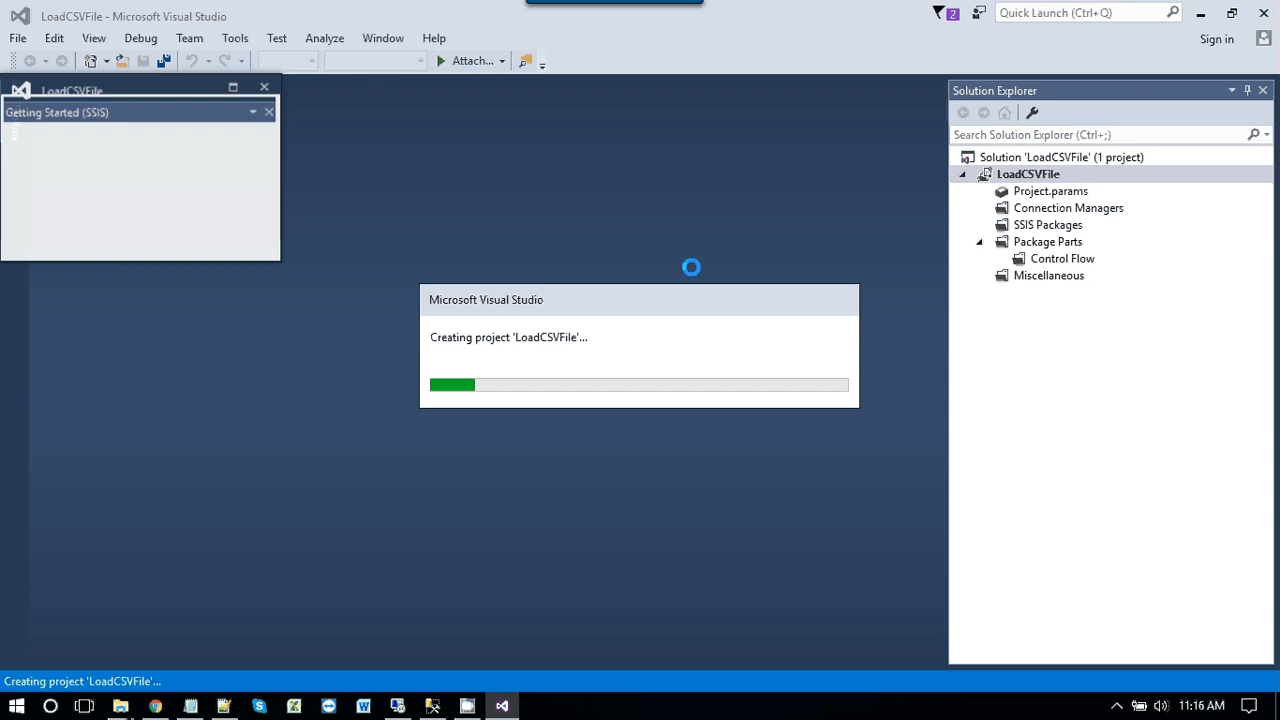 LoadCSVFile - Microsoft Visual Studio
2
Quick Launch (Ctrl+Q)
File Edit View Debug Team Tools Test Analyze Window Help
Sign in
Attach...
LoadCSVFile
Getting Started (SSIS)
Solution Explorer
Search Solution Explorer (Ctrl+;)
Solution 'LoadCSVFile' (1 project)
LoadCSVFile
Project.params
Connection Managers
SSIS Packages
Package Parts
Control Flow
Miscellaneous
Microsoft Visual Studio
Creating project 'LoadCSVFile'...
Creating project 'LoadCSVFile'...
11:16 AM